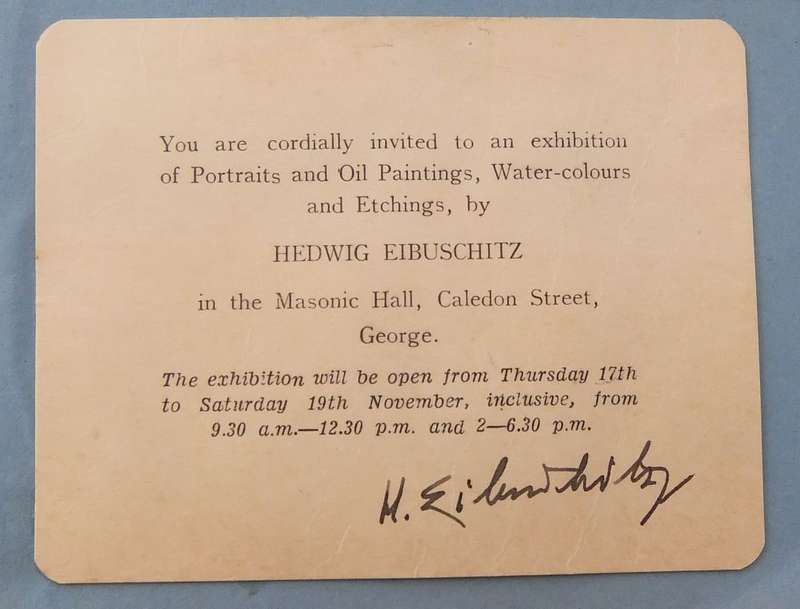 You are cordially invited to an exhibition
of Portraits and Oil Paintings, Water-colours
and Etchings, by
HEDWIG EIBUSCHITZ
in the Masonic Hall, Caledon Street,
George.
The exhibition will be open from Thursday 17th
to Saturday 19th November, inclusive, from
9.30 a.m.—12.30 p.m. and 2—6.30 p.m.
H. Eibuschitz